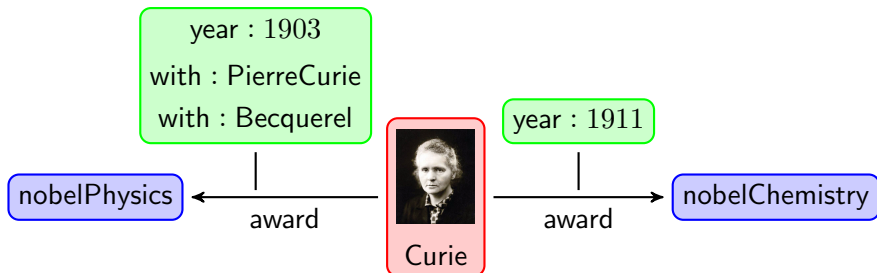 year : 1903
with : PierreCurie
with : Becquerel
year : 1911
nobelPhysics
award
Curie
award
nobelChemistry